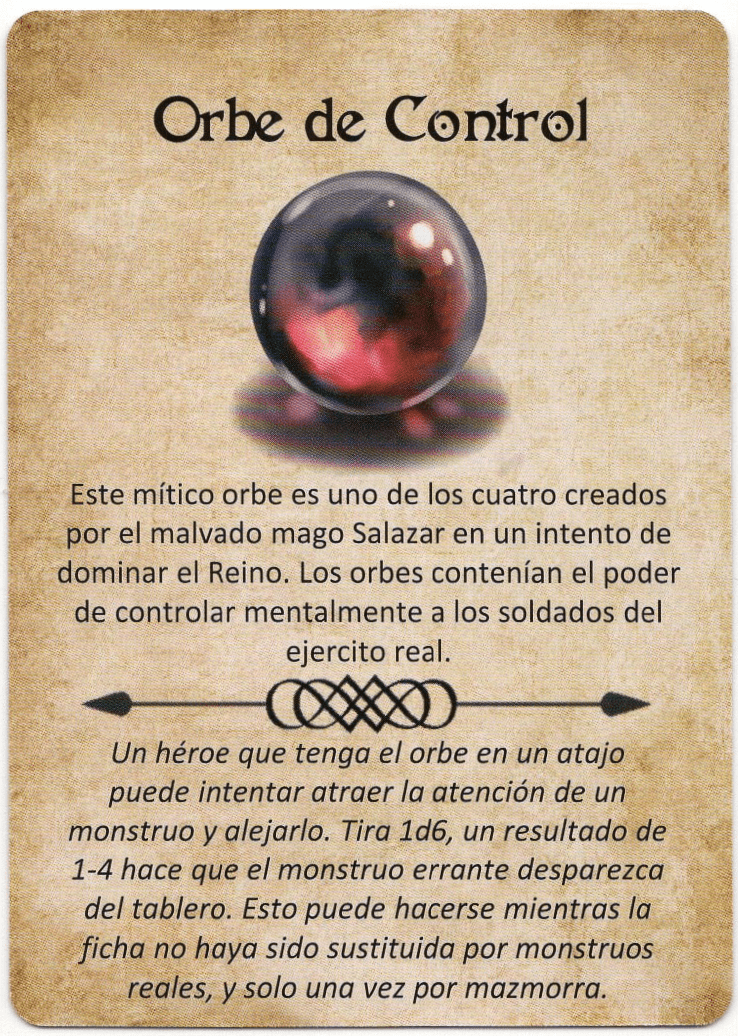 Orbe de Control
Este mítico orbe es uno de los cuatro creados
por el malvado mago Salazar en un intento de
dominar el Reino. Los orbes contenían el poder
de controlar mentalmente a los soldados del
ejercito real.
Un héroe que tenga el orbe en un atajo
puede intentar atraer la atención de un
monstruo y alejarlo. Tira 1d6, un resultado de
1-4 hace que el monstruo errante desparezca
del tablero. Esto puede hacerse mientras la
ficha no haya sido sustituida por monstruos
reales, y solo una vez por mazmorra.